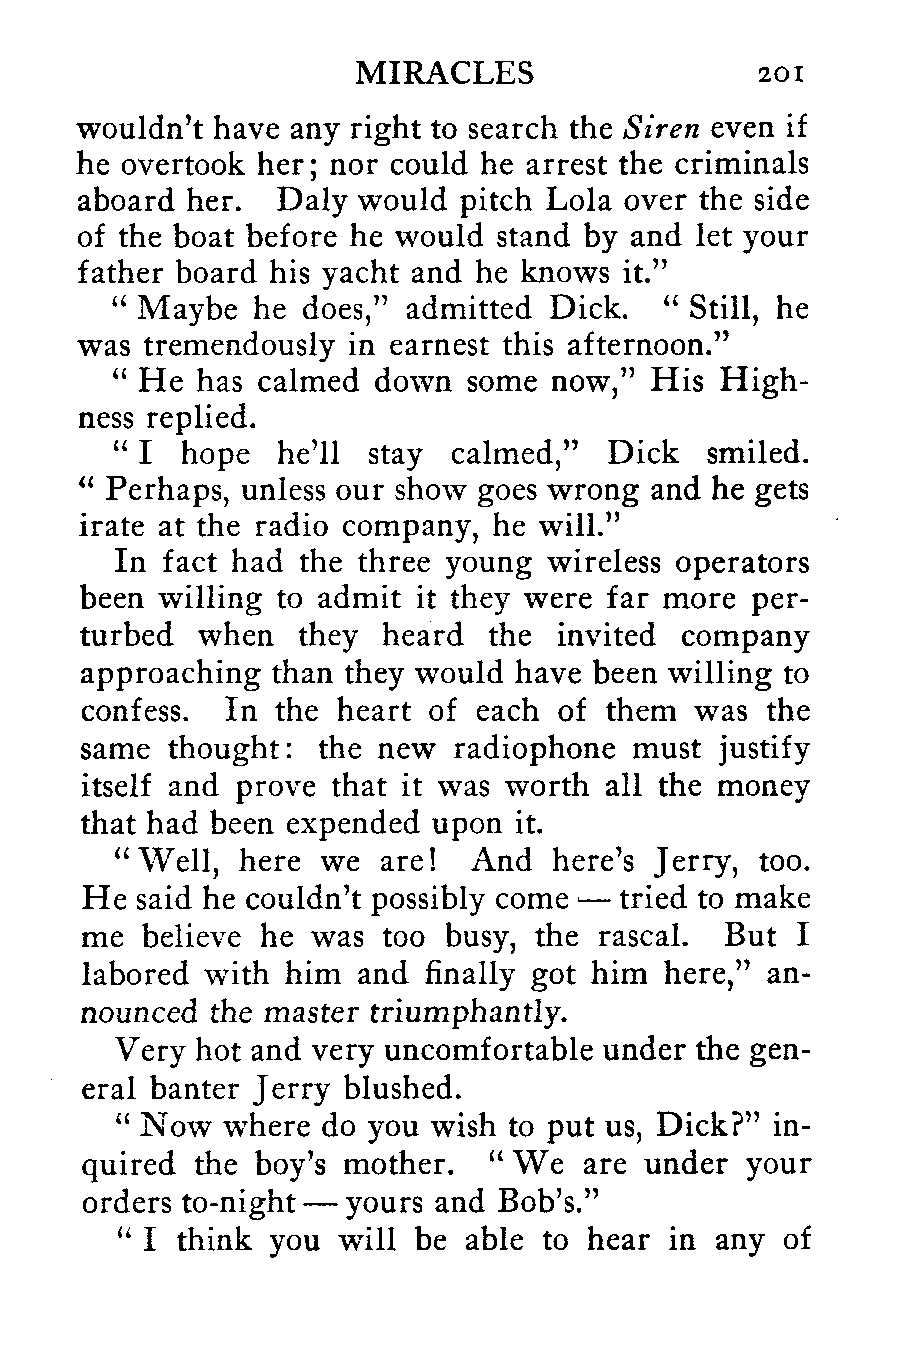 MIRACLES 201
wouldn't have any right to search the Siren even if
he overtook her; nor could he arrest the criminals
aboard her. Daly would pitch Lola over the side
of the boat before he would stand by and let your
father board his yacht and he knows it."
" Maybe he does," admitted Dick. " Still, he
was tremendously in earnest this afternoon."
" He has calmed down some now," His High-
ness replied.
" I hope he'll stay calmed," Dick smiled.
" Perhaps, unless our show goes wrong and he gets
irate at the radio company, he will."
In fact had the three young wireless operators
been willing to admit it they were far more per-
turbed when they heard the invited company
approaching than they would have been willing to
confess. In the heart of each of them was the
same thought: the new radiophone must justify
itself and prove that it was worth all the money
that had been expended upon it.
" Well, here we are! And here's Jerry, too.
He said he couldn't possibly come — tried to make
me believe he was too busy, the rascal. But I
labored with him and finally got him here," an-
nounced the master triumphantly.
Very hot and very uncomfortable under the gen-
eral banter Jerry blushed.
" Now where do you wish to put us, Dick?" in-
quired the boy's mother. " We are under your
orders to-night — yours and Bob's."
" I think you will be able to hear in any of